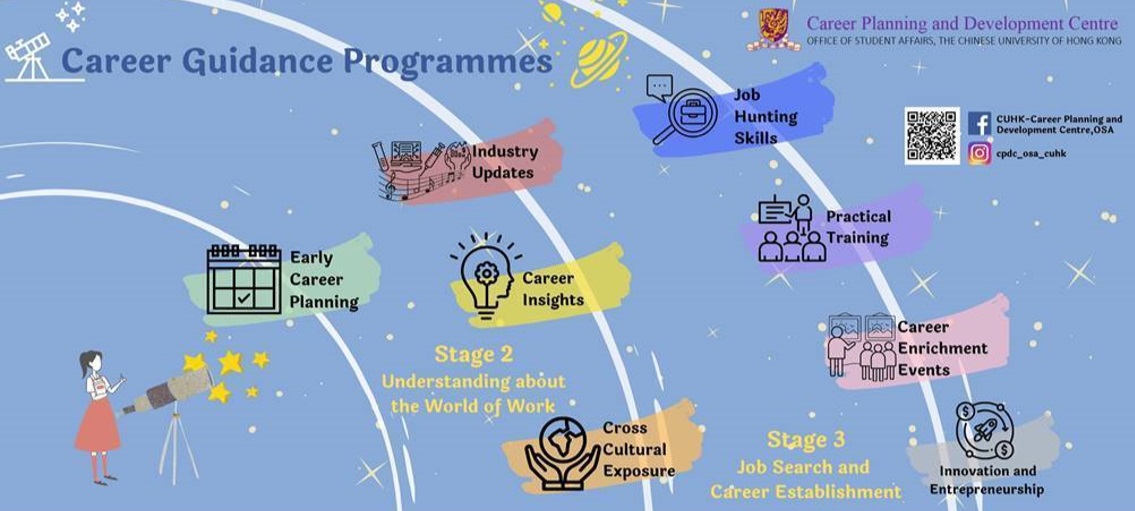 Career Guidance Programmes
Career Planning and Development Centre
OFFICE OF STUDENT AFFAIRS, THE CHINESE UNIVERSITY OF HONG KONG
CUHK-Career Planning and
Development Centre,OSA
cpdc_osa_cuhk
Early
Career
Planning
Industry
Updates
Career
Insights
Stage 2
Understanding about
the World of Work
Cross
Cultural
Exposure
Job
Hunting
Skills
Practical
Training
Career
Enrichment
Events
Stage 3
Job Search and
Career Establishment
Innovation and
Entrepreneurship